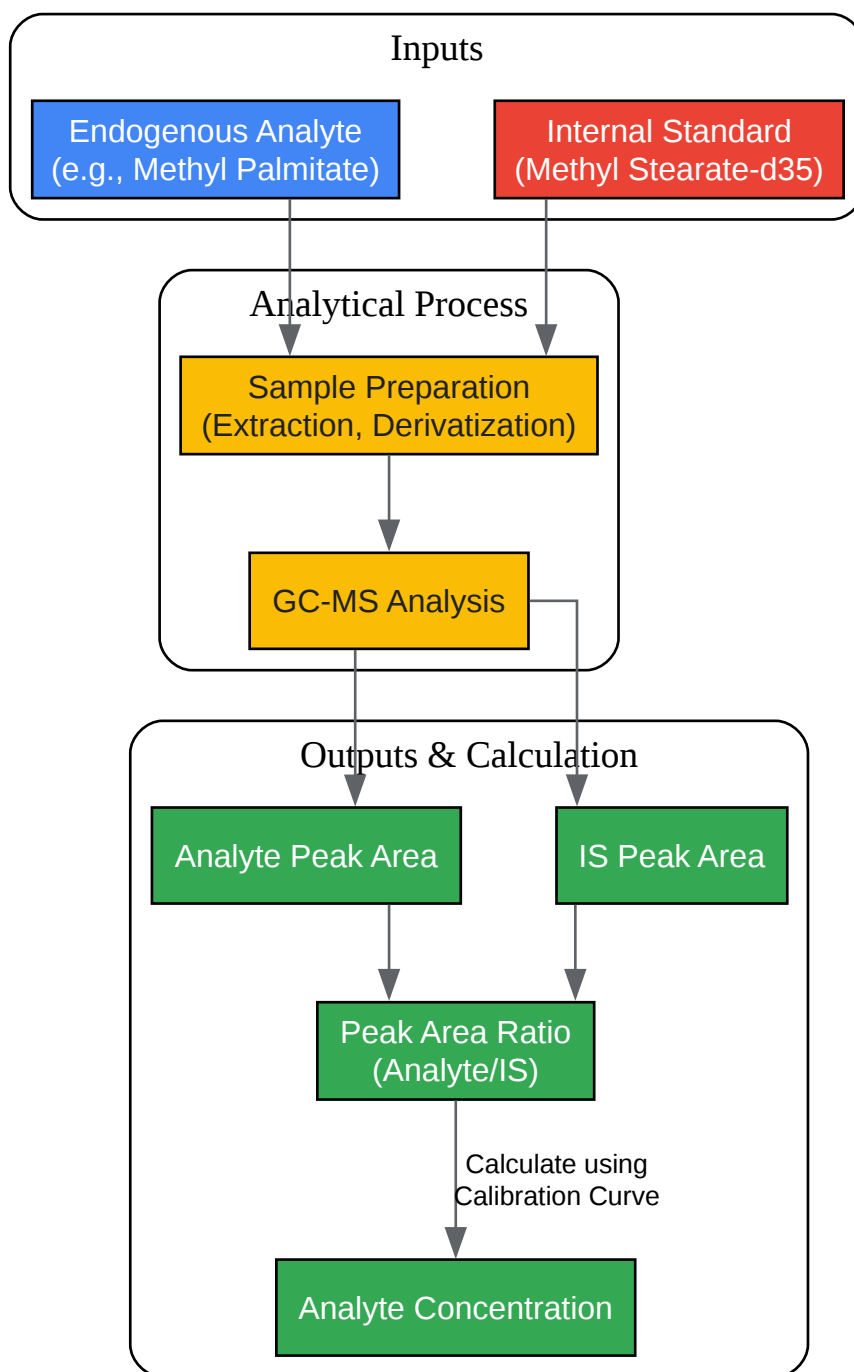 Inputs
Endogenous Analyte
(e.g., Methyl Palmitate)
Internal Standard
(Methyl Stearate-d35)
Analytical Process
Sample Preparation
(Extraction, Derivatization)
GC-MS Analysis
Outputs & Calculation
Analyte Peak Area
IS Peak Area
Peak Area Ratio
(Analyte/IS)
Calculate using
Calibration Curve
Analyte Concentration